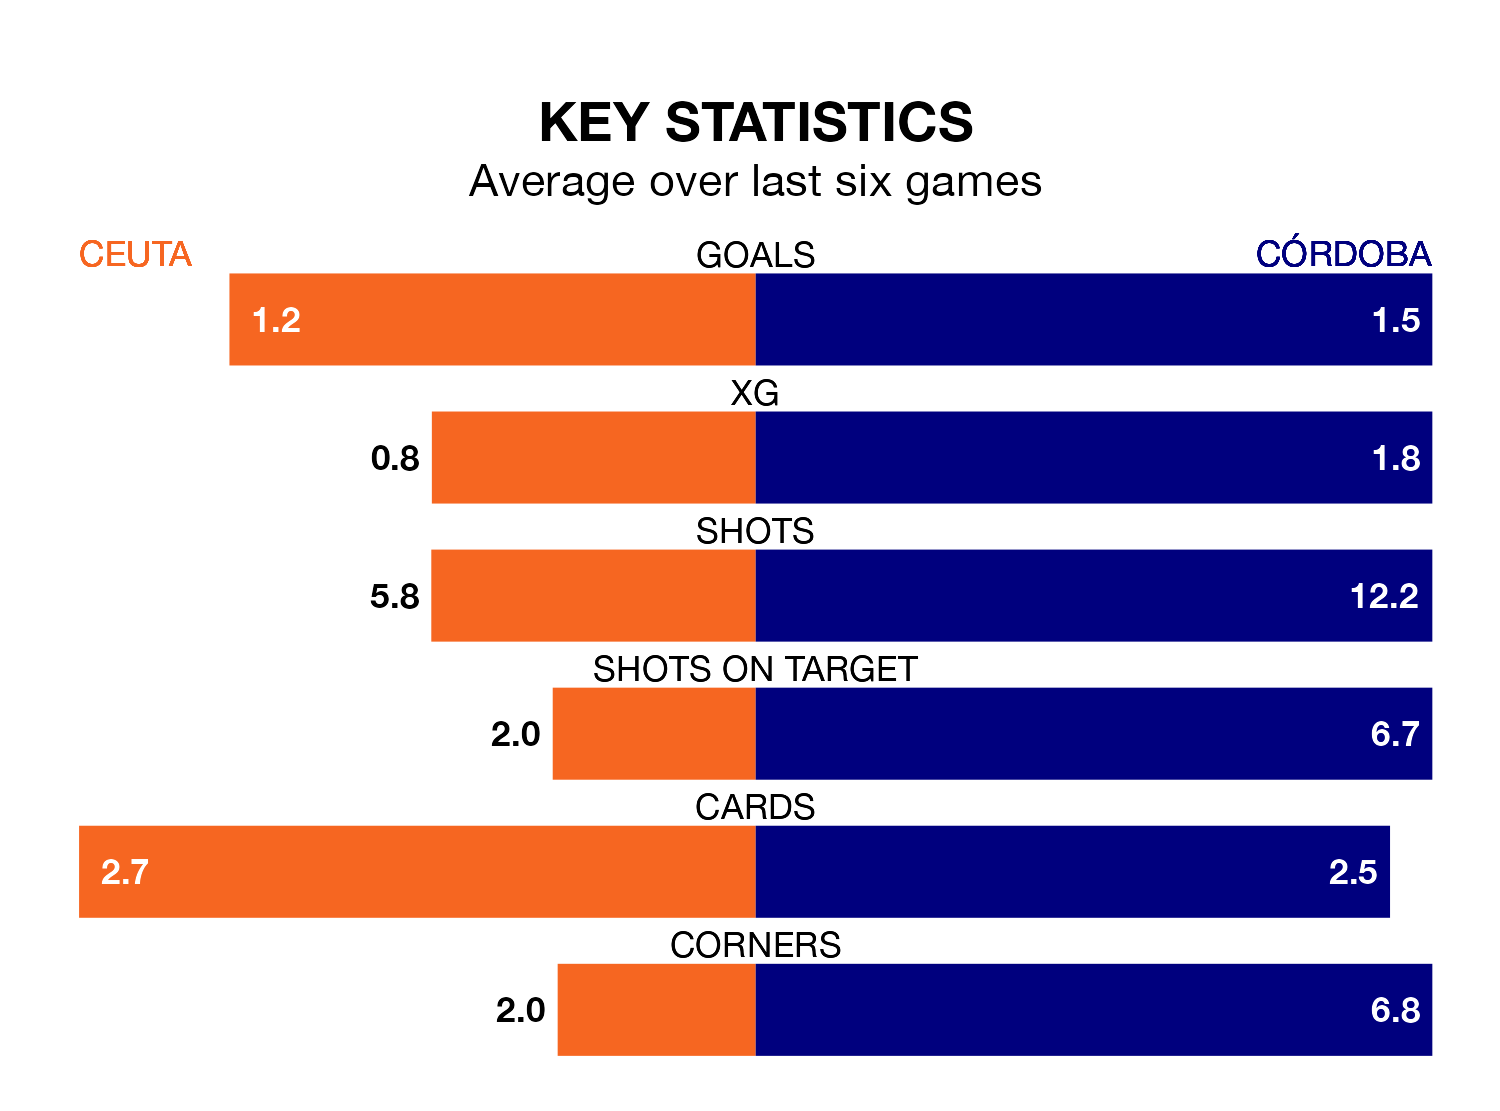 KEY STATISTICS
Average over last six games
CEUTA GOALS CÓRDOBA
1.2 1.5
XG
0.8 1.8
SHOTS
5.8 12.2
SHOTS ON TARGET
2.0 6.7
CARDS
2.7 2.5
CORNERS
2.0 6.8